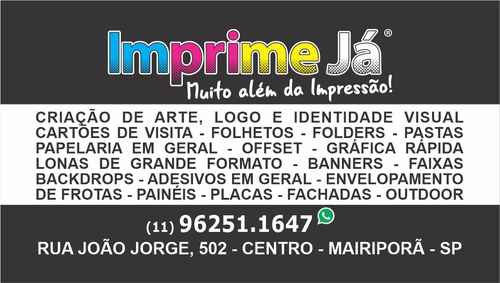 Imprime Já®
Muito além da Impressão!
CRIAÇÃO DE ARTE, LOGO E IDENTIDADE VISUAL
CARTÕES DE VISITA - FOLHETOS - FOLDERS - PASTAS
PAPELARIA EM GERAL - OFFSET - GRÁFICA RÁPIDA
LONAS DE GRANDE FORMATO - BANNERS - FAIXAS
BACKDROPS - ADESIVOS EM GERAL - ENVELOPAMENTO
DE FROTAS - PAINÉIS - PLACAS - FACHADAS - OUTDOOR
(11) 96251.1647
RUA JOÃO JORGE, 502 - CENTRO - MAIRIPORÃ - SP